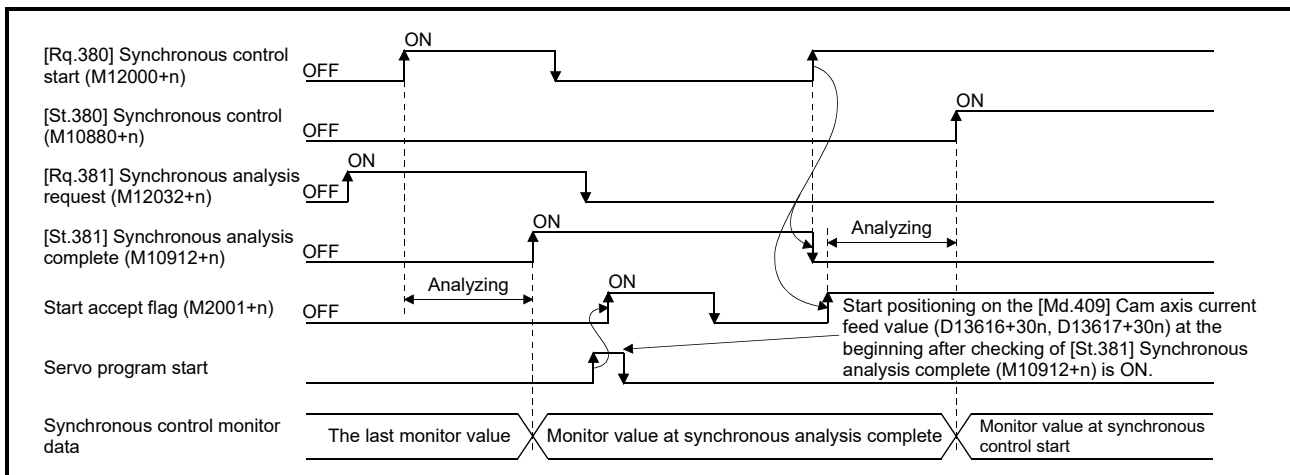 [Rq.380] Synchronous control
start (M12000+n)
OFF
ON
[St.380] Synchronous control
(M10880+n)
OFF
ON
[Rq.381] Synchronous analysis
request (M12032+n)
OFF
ON
[St.381] Synchronous analysis
complete (M10912+n)
OFF
ON
Analyzing
Analyzing
Start accept flag (M2001+n)
OFF
ON
Start positioning on the [Md.409] Cam axis current
feed value (D13616+30n, D13617+30n) at the
beginning after checking of [St.381] Synchronous
analysis complete (M10912+n) is ON.
Servo program start
Synchronous control monitor
data
The last monitor value
Monitor value at synchronous analysis complete
Monitor value at synchronous
control start